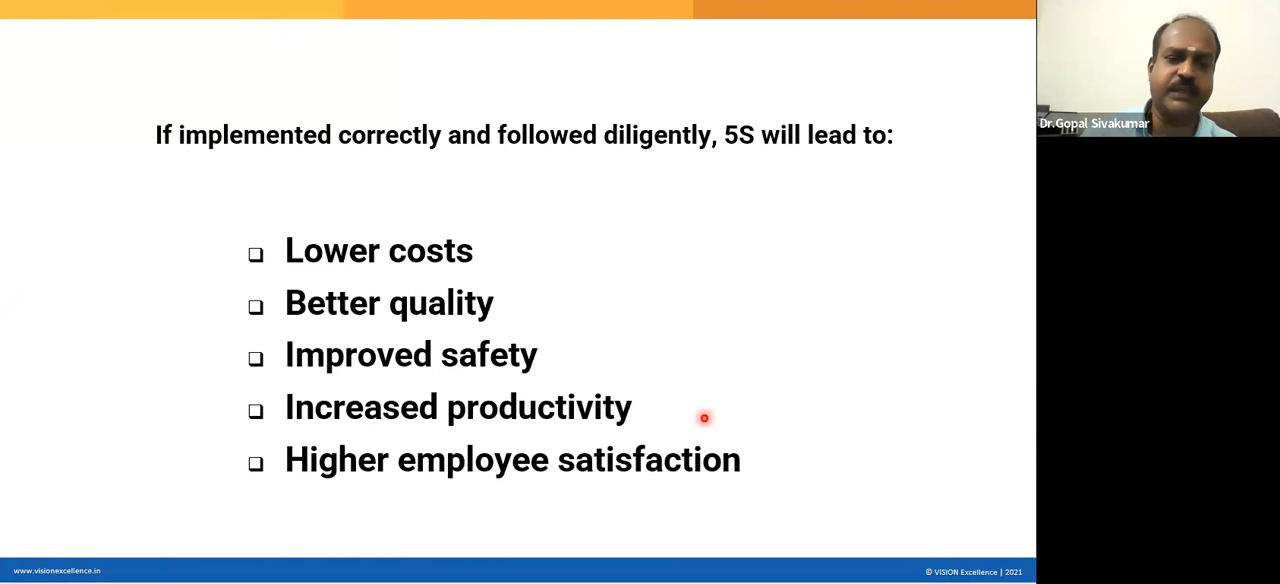 If implemented correctly and followed diligently, 5S will lead to:
Lower costs
Better quality
Improved safety
Increased productivity
Higher employee satisfaction
www.visionexcellence.in
© VISION Excellence | 2021
Dr.Gopal Sivakumar